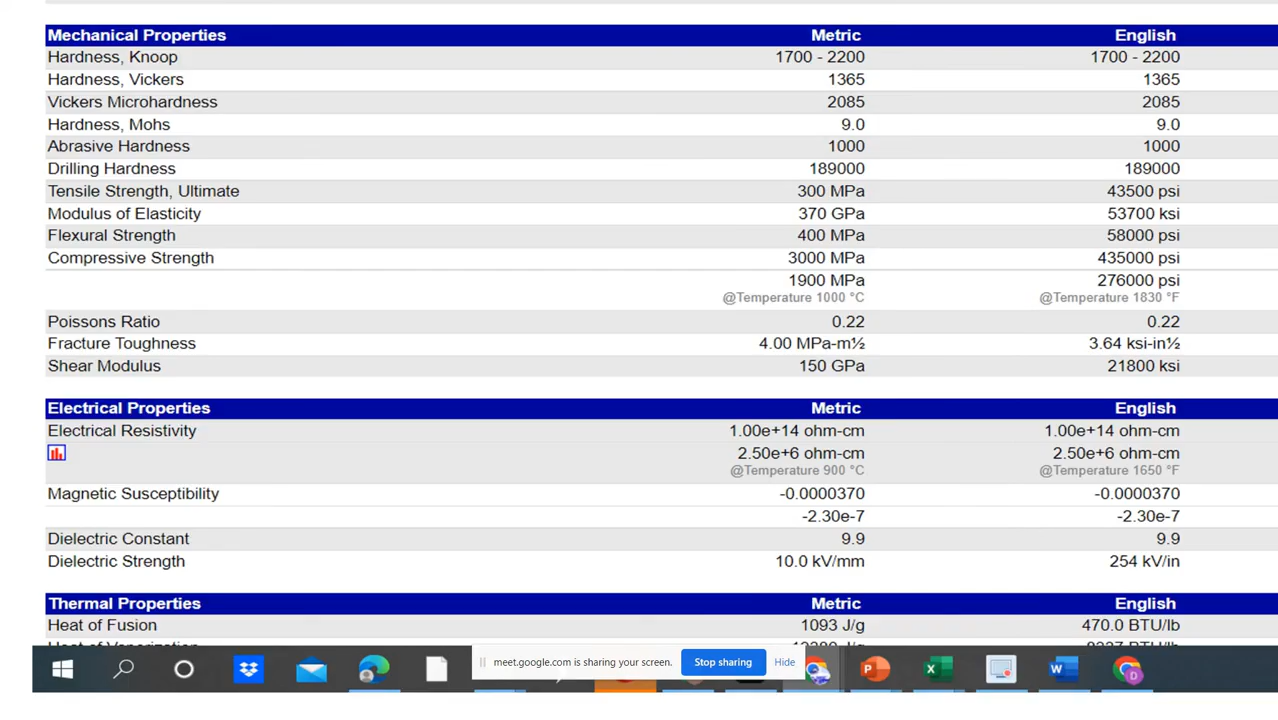 Mechanical Properties Metric English
Hardness, Knoop 1700 - 2200 1700 - 2200
Hardness, Vickers 1365 1365
Vickers Microhardness 2085 2085
Hardness, Mohs 9.0 9.0
Abrasive Hardness 1000 1000
Drilling Hardness 189000 189000
Tensile Strength, Ultimate 300 MPa 43500 psi
Modulus of Elasticity 370 GPa 53700 ksi
Flexural Strength 400 MPa 58000 psi
Compressive Strength 3000 MPa 435000 psi
1900 MPa 276000 psi
@Temperature 1000 °C @Temperature 1830 °F
Poissons Ratio 0.22 0.22
Fracture Toughness 4.00 MPa-m½ 3.64 ksi-in½
Shear Modulus 150 GPa 21800 ksi
Electrical Properties Metric English
Electrical Resistivity 1.00e+14 ohm-cm 1.00e+14 ohm-cm
2.50e+6 ohm-cm 2.50e+6 ohm-cm
@Temperature 900 °C @Temperature 1650 °F
Magnetic Susceptibility -0.0000370 -0.0000370
-2.30e-7 -2.30e-7
Dielectric Constant 9.9 9.9
Dielectric Strength 10.0 kV/mm 254 kV/in
Thermal Properties Metric English
Heat of Fusion 1093 J/g 470.0 BTU/lb
meet.google.com is sharing your screen. Stop sharing Hide